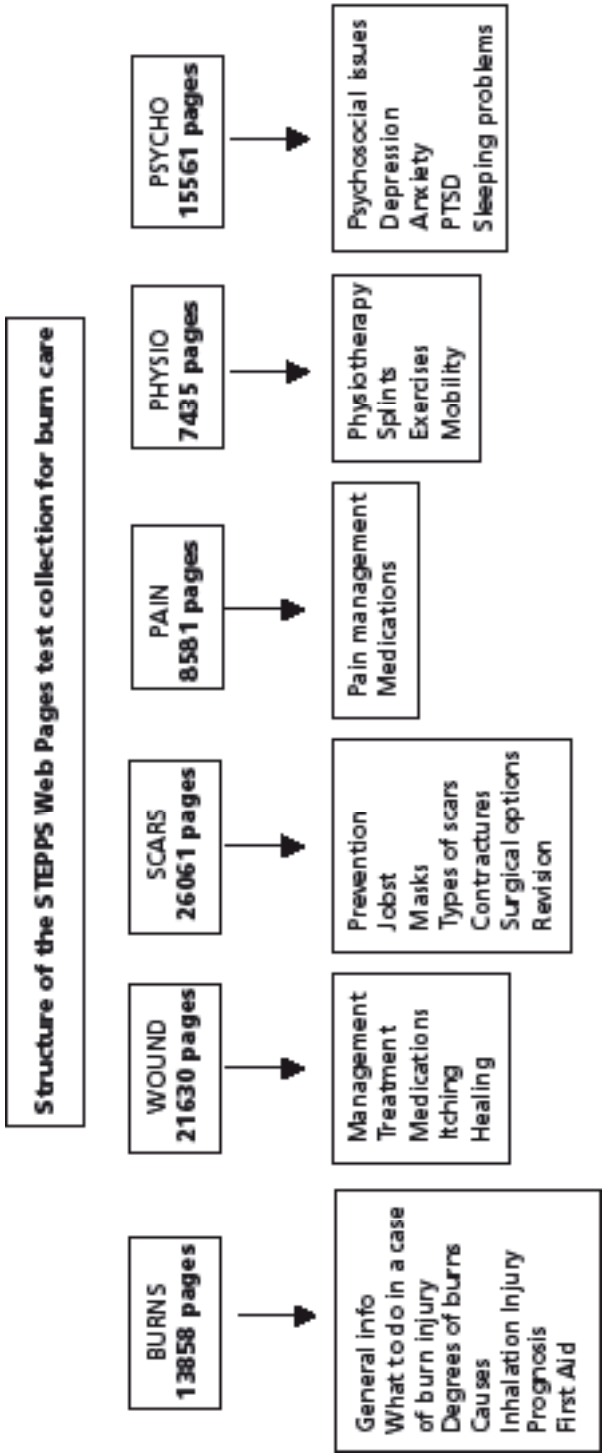 Structure of the STEPPS Web Pages test collection for burn care
BURNS
13858 pages
WOUND
21630 pages
SCARS
26061 pages
PAIN
8581 pages
PHYSIO
7435 pages
PSYCHO
15561 pages
General info
What to do in a case
of burn injury
Degrees of burns
Causes
Inhalation Injury
Prognosis
First Aid
Management
Treatment
Medications
Itching
Healing
Prevention
Jobst
Masks
Types of scars
Contractures
Surgical options
Revision
Pain management
Medications
Physiotherapy
Splints
Exercises
Mobility
Psychosocial issues
Depression
Anxiety
PTSD
Sleeping problems